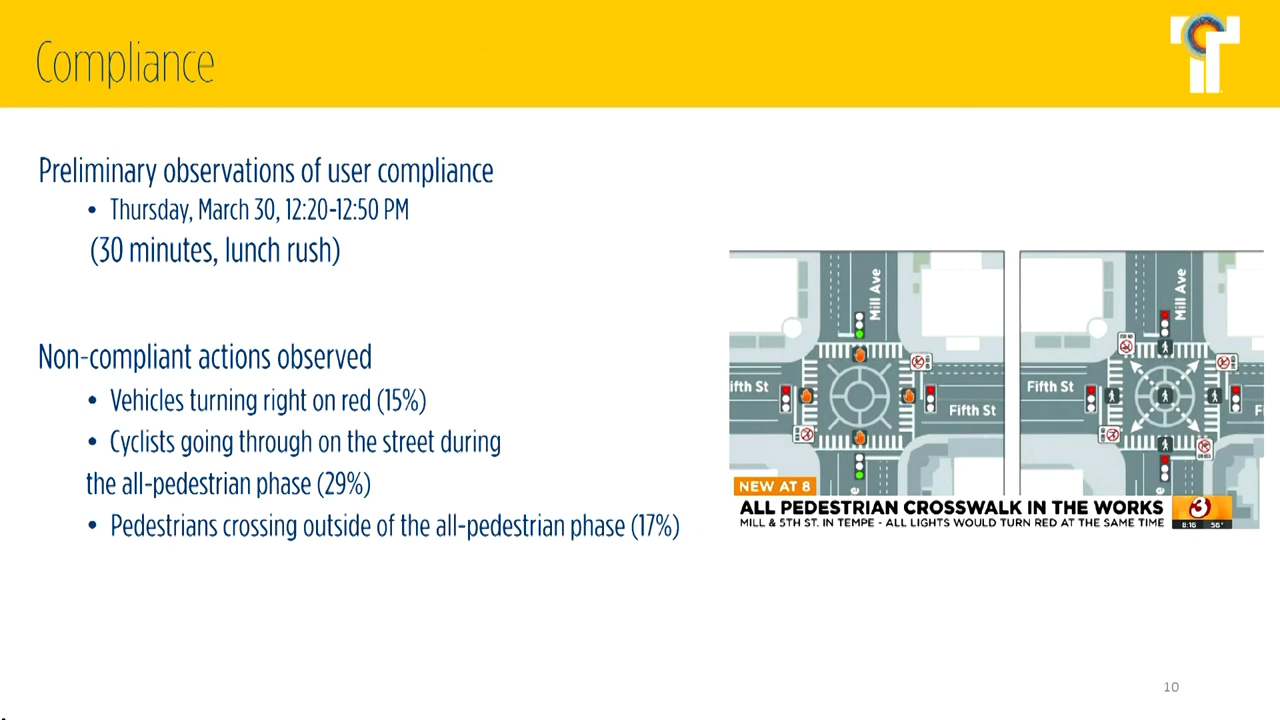 Compliance
Preliminary observations of user compliance
• Thursday, March 30, 12:20-12:50 PM
(30 minutes, lunch rush)
Non-compliant actions observed
• Vehicles turning right on red (15%)
• Cyclists going through on the street during
the all-pedestrian phase (29%)
• Pedestrians crossing outside of the all-pedestrian phase (17%)
Mill Ave
ifth St
Fifth St
e
Mill Ave
Fifth St
F
e
NEW AT 8
ALL PEDESTRIAN CROSSWALK IN THE WORKS
MILL & 5TH ST. IN TEMPE - ALL LIGHTS WOULD TURN RED AT THE SAME TIME
3
8:16 56°
10